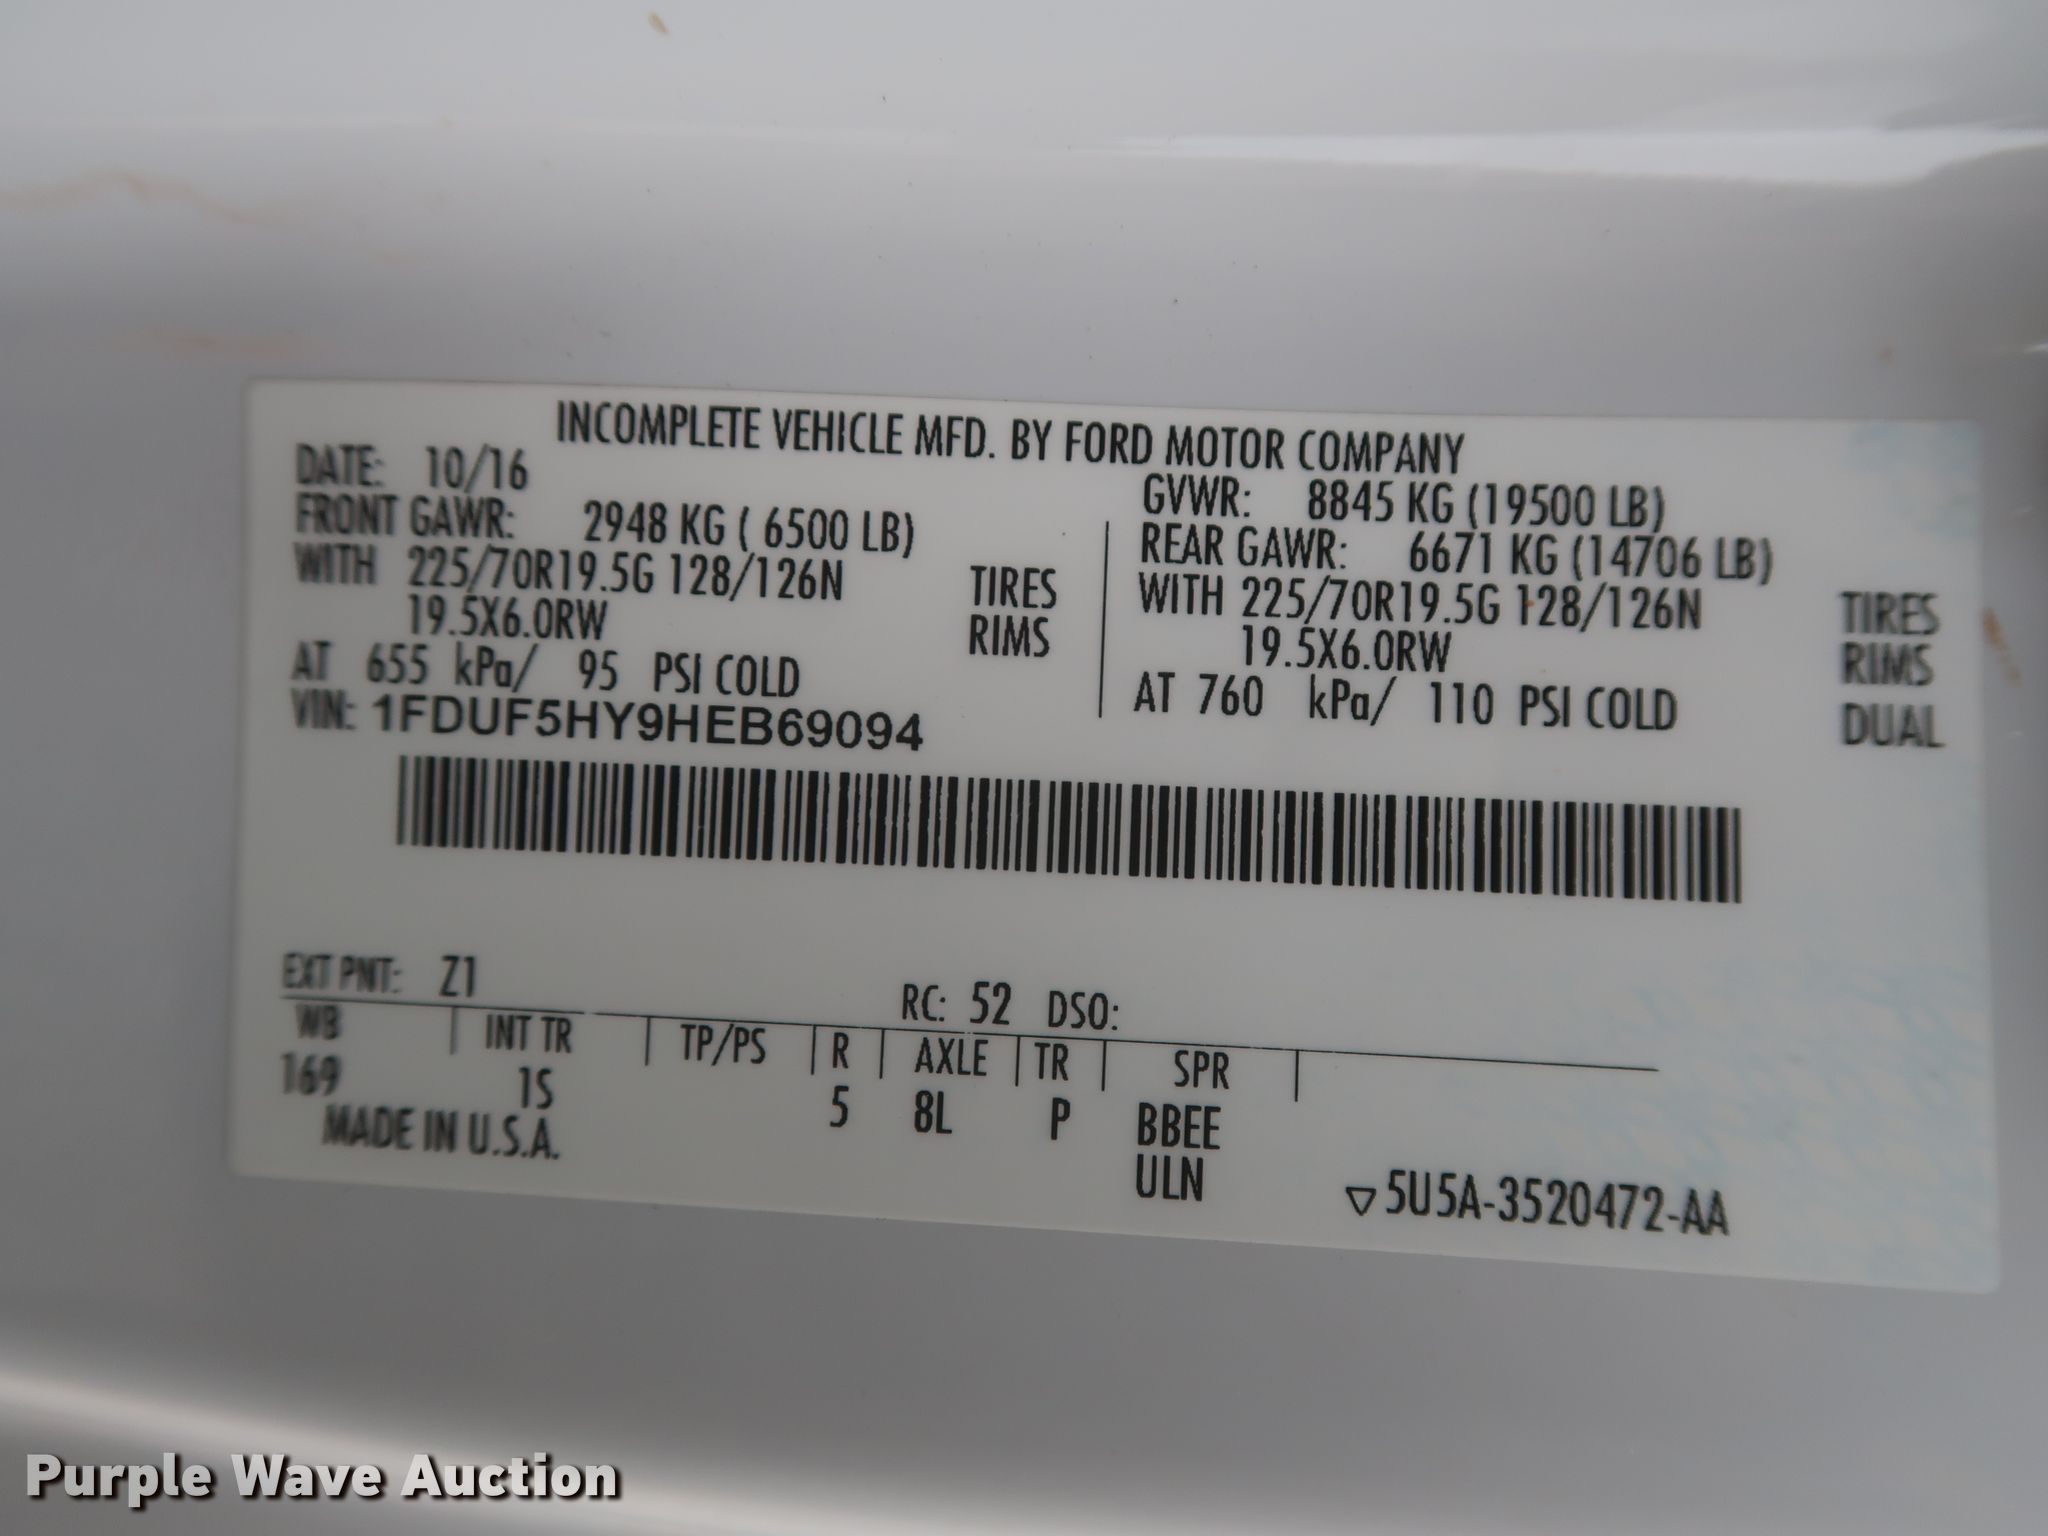 INCOMPLETE VEHICLE MFD. BY FORD MOTOR COMPANY
DATE: 10/16
GVWR: 8845 KG (19500 LB)
FRONT GAWR: 2948 KG ( 6500 LB)
REAR GAWR: 6671 KG (14706 LB)
WITH 225/70R19.5G 128/126N TIRES
WITH 225/70R19.5G 128/126N TIRES
19.5X6.0RW RIMS
19.5X6.0RW RIMS
AT 655 kPa/ 95 PSI COLD
AT 760 kPa/ 110 PSI COLD DUAL
VIN: 1FDUF5HY9HEB69094
EXT PNT: Z1 RC: 52 DSO:
WB INT TR TP/PS R AXLE TR SPR
169 1S 5 8L P BBEE
MADE IN U.S.A. ULN
▽5U5A-3520472-AA
Purple Wave Auction